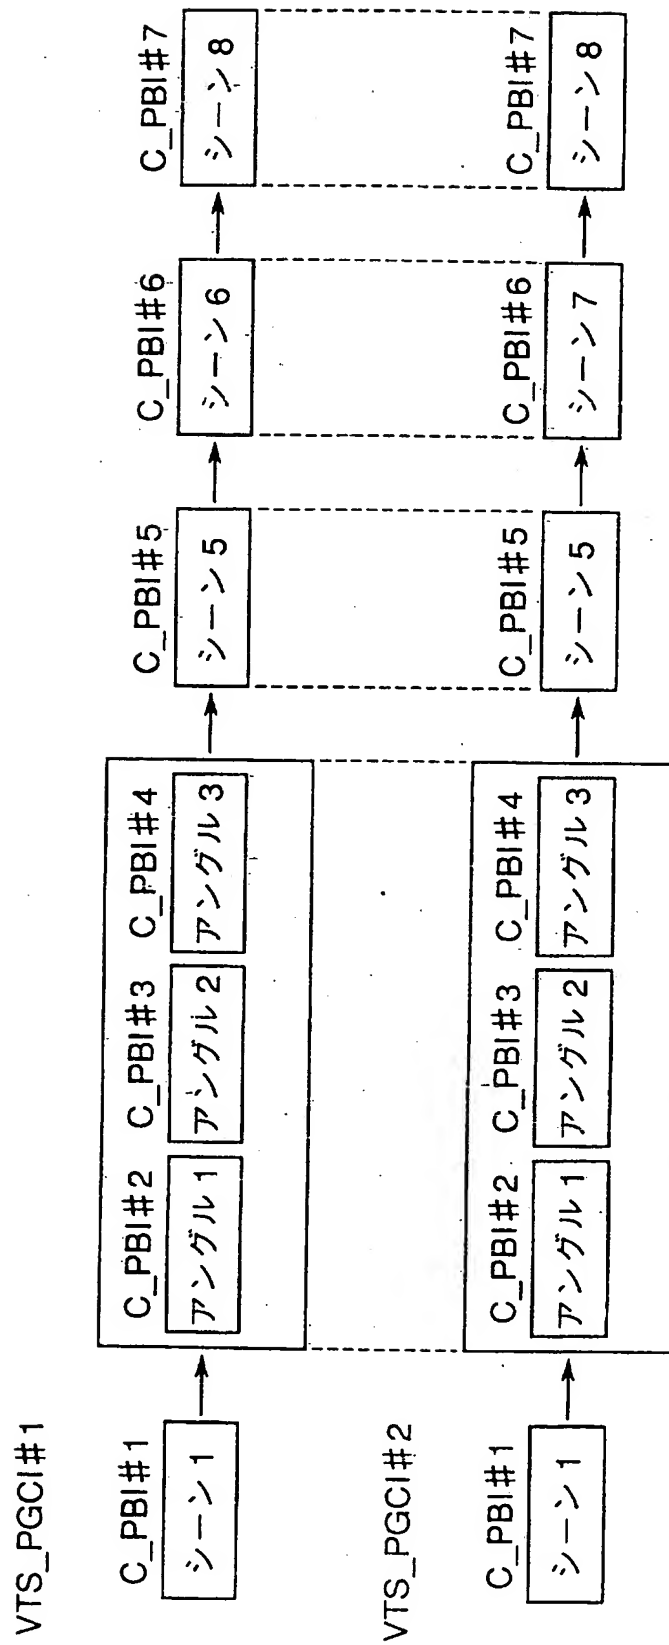 VTS_PGCI#1
C_PBI#1
シーン1
C_PBI#2
アングル1
C_PBI#3
アングル2
C_PBI#4
アングル3
C_PBI#5
シーン5
C_PBI#6
シーン6
C_PBI#7
シーン8
VTS_PGCI#2
C_PBI#1
シーン1
C_PBI#2
アングル1
C_PBI#3
アングル2
C_PBI#4
アングル3
C_PBI#5
シーン5
C_PBI#6
シーン7
C_PBI#7
シーン8